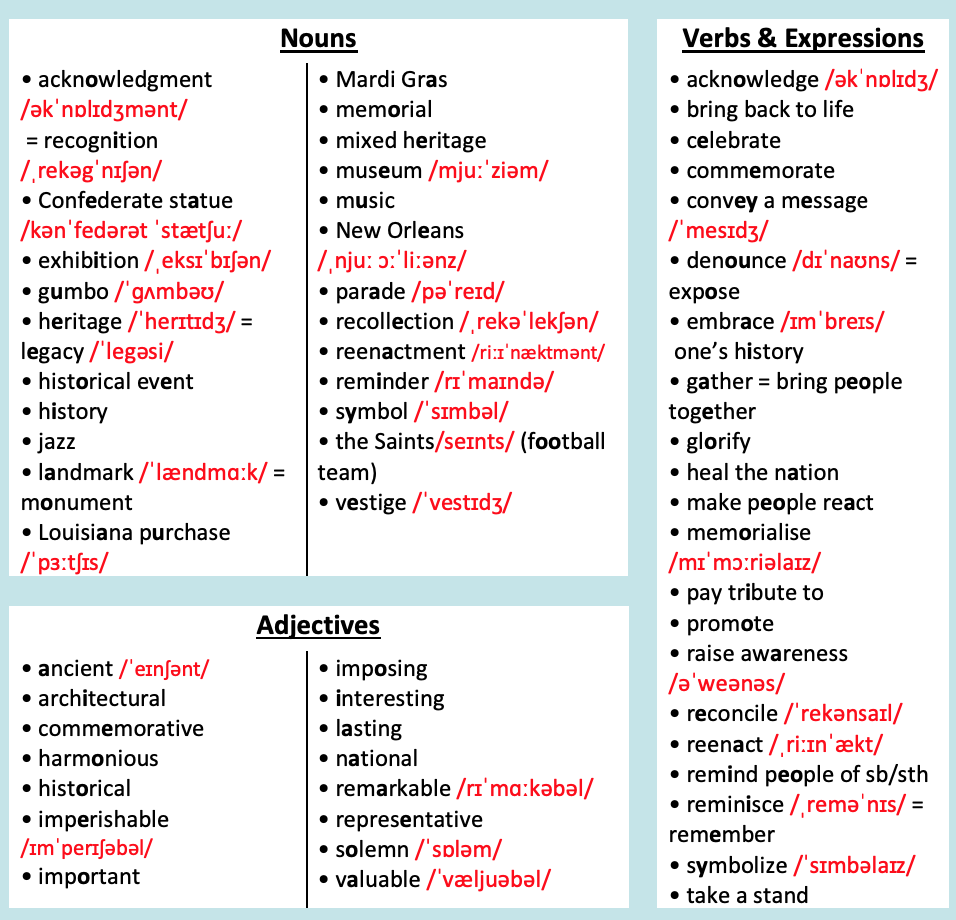 Nouns
• acknowledgment
/əkˈnɒlɪdʒmənt/
= recognition
/ˌrekəgˈnɪʃən/
• Confederate statue
/kənˈfedərət ˈstætʃuː/
• exhibition /ˌeksɪˈbɪʃən/
• gumbo /ˈgʌmbəʊ/
• heritage /ˈherɪtɪdʒ/ =
legacy /ˈlegəsi/
• historical event
• history
• jazz
• landmark /ˈlændmɑːk/ =
monument
• Louisiana purchase
/ˈpɜːtʃɪs/
• Mardi Gras
• memorial
• mixed heritage
• museum /mjuːˈziəm/
• music
• New Orleans
/ˌnjuː ɔːˈliːənz/
• parade /pəˈreɪd/
• recollection /ˌrekəˈlekʃən/
• reenactment /riːɪˈnæktmənt/
• reminder /rɪˈmaɪndə/
• symbol /ˈsɪmbəl/
• the Saints/seɪnts/ (football
team)
• vestige /ˈvestɪdʒ/
Adjectives
• ancient /ˈeɪnʃənt/
• architectural
• commemorative
• harmonious
• historical
• imperishable
/ɪmˈperɪʃəbəl/
• important
• imposing
• interesting
• lasting
• national
• remarkable /rɪˈmɑːkəbəl/
• representative
• solemn /ˈsɒləm/
• valuable /ˈvæljuəbəl/
Verbs & Expressions
• acknowledge /əkˈnɒlɪdʒ/
• bring back to life
• celebrate
• commemorate
• convey a message
/ˈmesɪdʒ/
• denounce /dɪˈnaʊns/ =
expose
• embrace /ɪmˈbreɪs/
one’s history
• gather = bring people
together
• glorify
• heal the nation
• make people react
• memorialise
/mɪˈmɔːriəlaɪz/
• pay tribute to
• promote
• raise awareness
/əˈweənəs/
• reconcile /ˈrekənsaɪl/
• reenact /ˌriːɪnˈækt/
• remind people of sb/sth
• reminisce /ˌreməˈnɪs/ =
remember
• symbolize /ˈsɪmbəlaɪz/
• take a stand